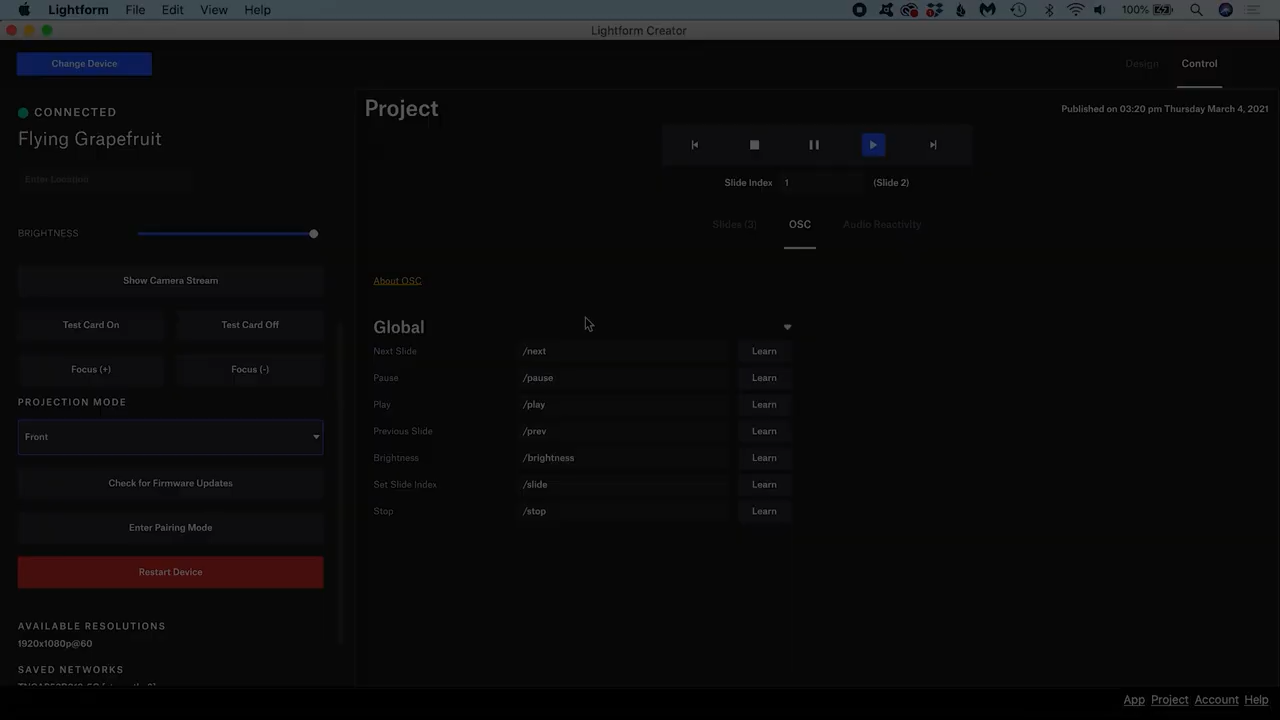 Lightform File Edit View Help 100%
Lightform Creator
Change Device
Design Control
CONNECTED
Flying Grapefruit
Enter Location
BRIGHTNESS
Show Camera Stream
Test Card On Test Card Off
Focus (+) Focus (-)
PROJECTION MODE
Front
Check for Firmware Updates
Enter Pairing Mode
Restart Device
AVAILABLE RESOLUTIONS
1920x1080p@60
SAVED NETWORKS
Project
Published on 03:20 pm Thursday March 4, 2021
Slide Index 1 (Slide 2)
Slides (3) OSC Audio Reactivity
About OSC
Global
Next Slide /next Learn
Pause /pause Learn
Play /play Learn
Previous Slide /prev Learn
Brightness /brightness Learn
Set Slide Index /slide Learn
Stop /stop Learn
App Project Account Help